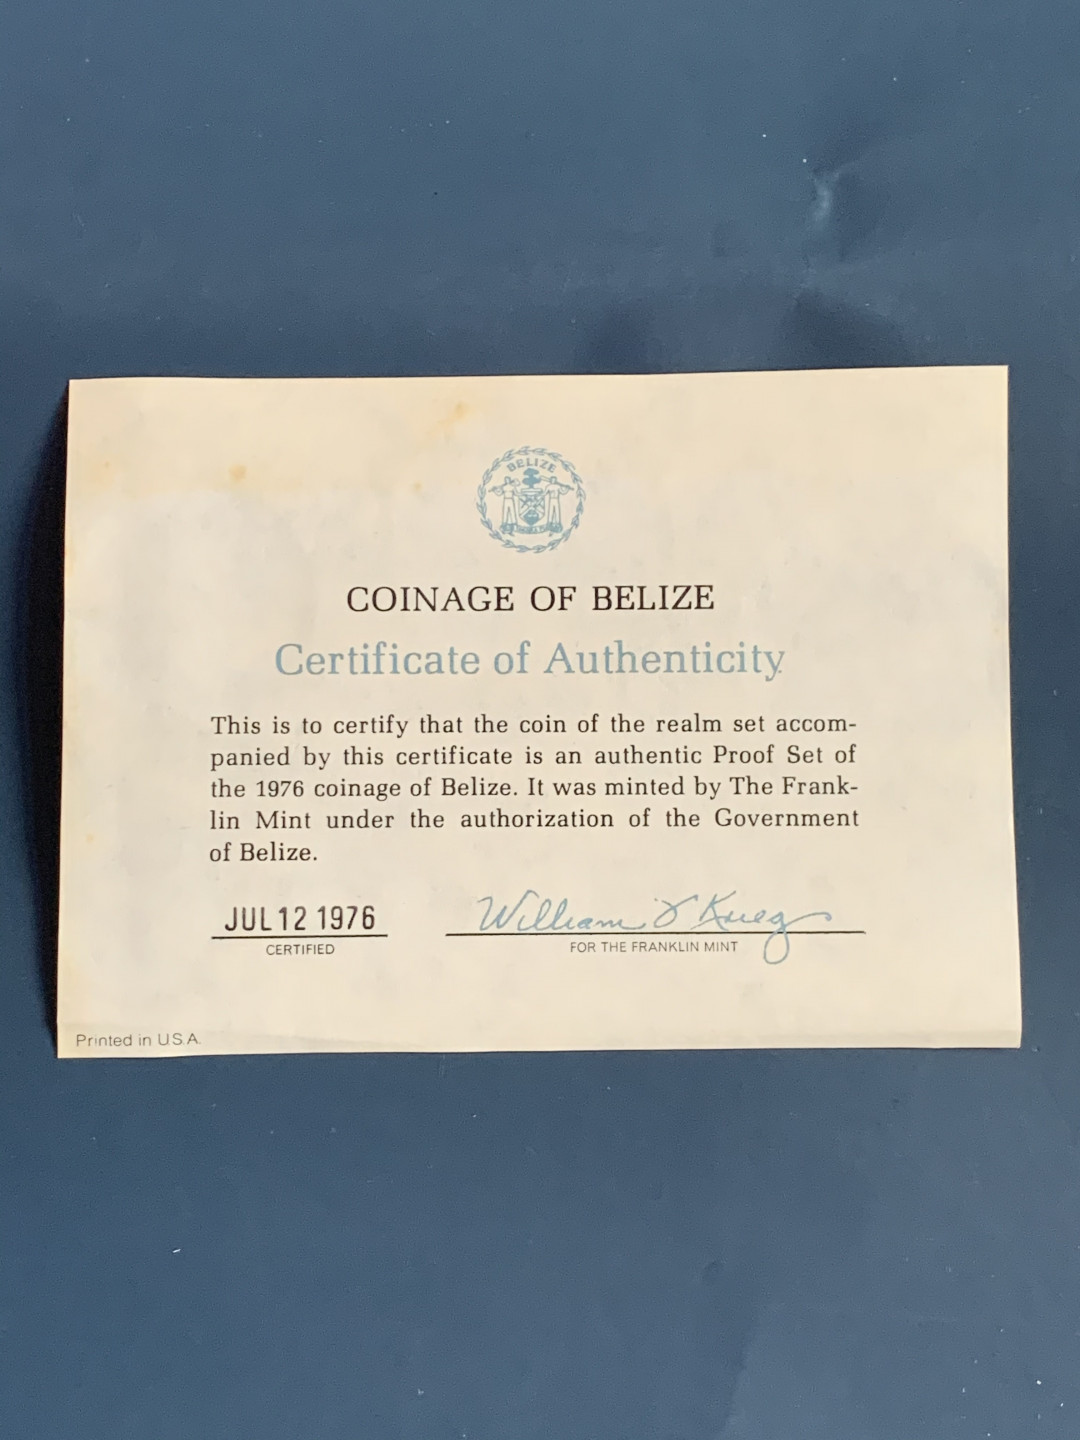 BELIZE
COINAGE OF BELIZE
Certificate of Authenticity
This is to certify that the coin of the realm set accom-
panied by this certificate is an authentic Proof Set of
the 1976 coinage of Belize. It was minted by The Frank-
lin Mint under the authorization of the Government
of Belize.
JUL 12 1976 William F Krieg
CERTIFIED FOR THE FRANKLIN MINT
Printed in U.S.A.